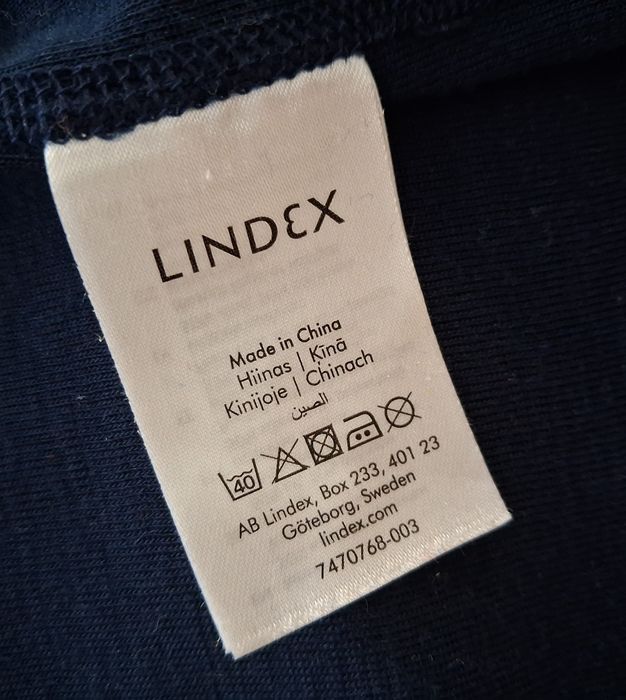 LINDEX
Made in China
Hiinas | Ķīnā
Kinijoje | Chinach
الصين
40
AB Lindex, Box 233, 401 23
Göteborg, Sweden
lindex.com
7470768-003